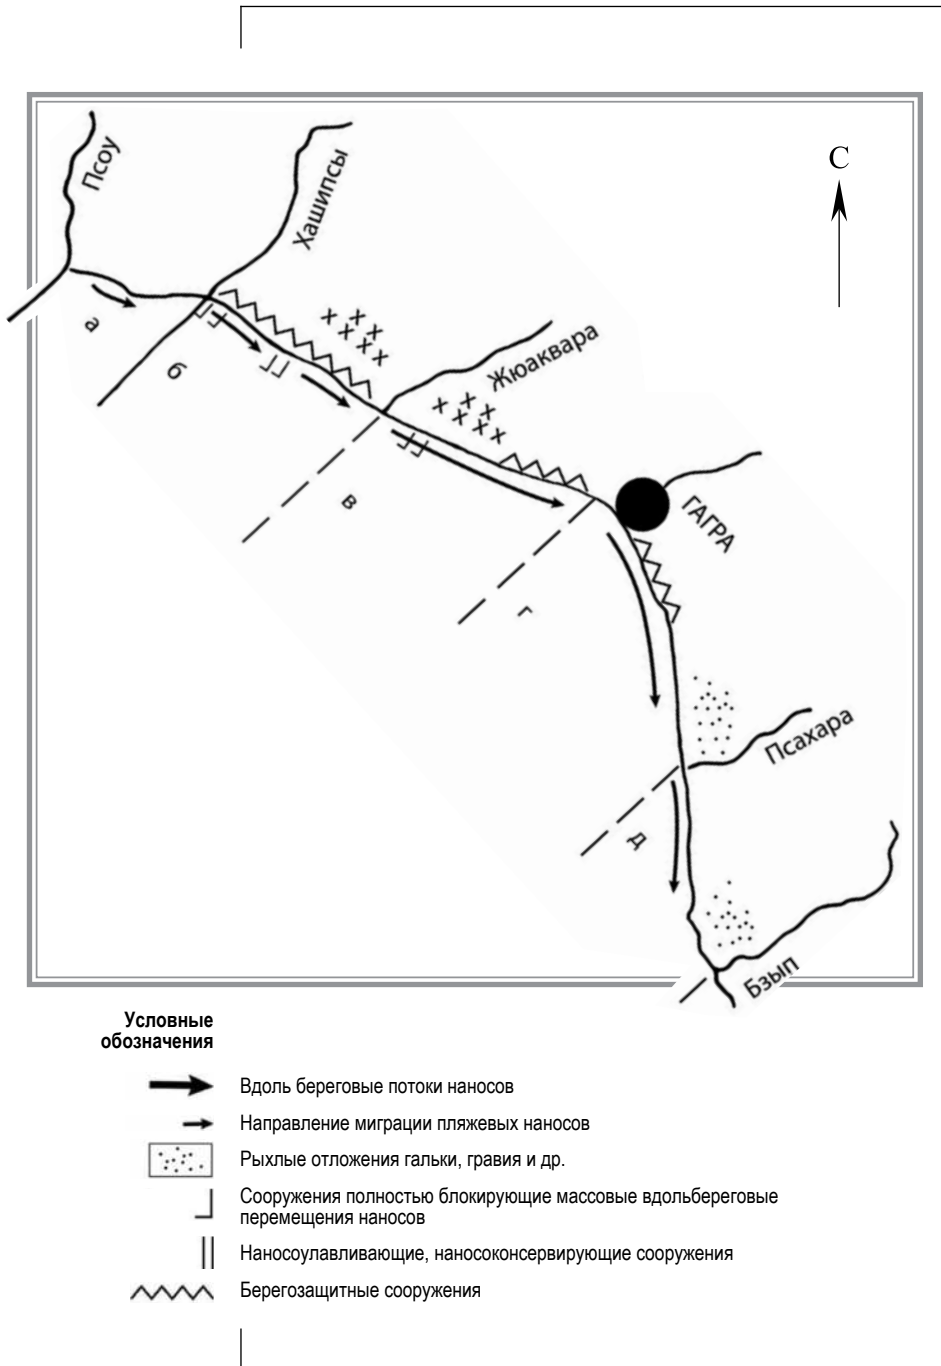 С
Псоу
Хашипсы
а
б
Жюаквара
в
ГАГРА
г
Псахара
д
Бзып
Условные
обозначения
Вдоль береговые потоки наносов
Направление миграции пляжевых наносов
Рыхлые отложения гальки, гравия и др.
Сооружения полностью блокирующие массовые вдольбереговые
перемещения наносов
Наносоулавливающие, наносоконсервирующие сооружения
Берегозащитные сооружения